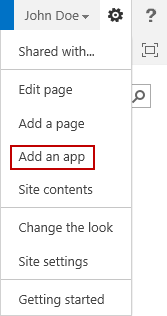 John Doe
Shared with...
Edit page
Add a page
Add an app
Site contents
Change the look
Site settings
Getting started